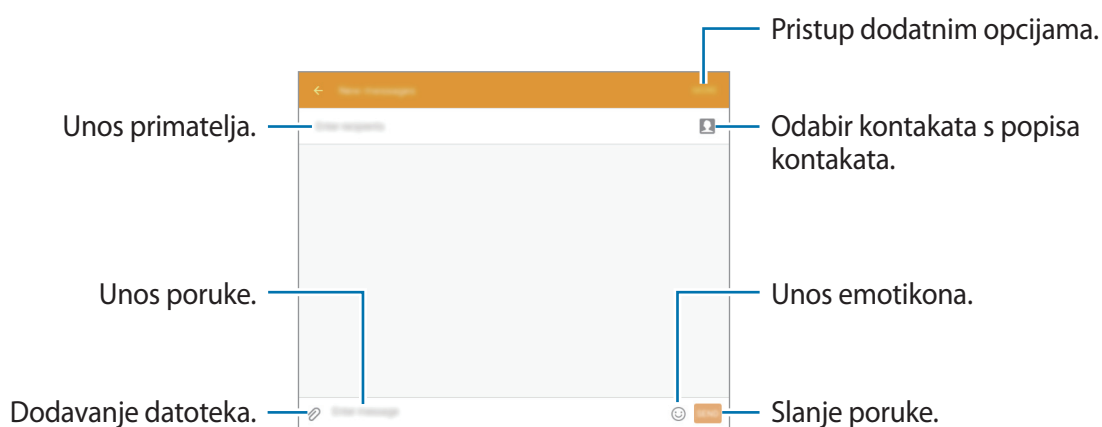 Pristup dodatnim opcijama.
Unos primatelja.
Odabir kontakata s popisa
kontakata.
Unos poruke.
Unos emotikona.
Dodavanje datoteka.
Slanje poruke.